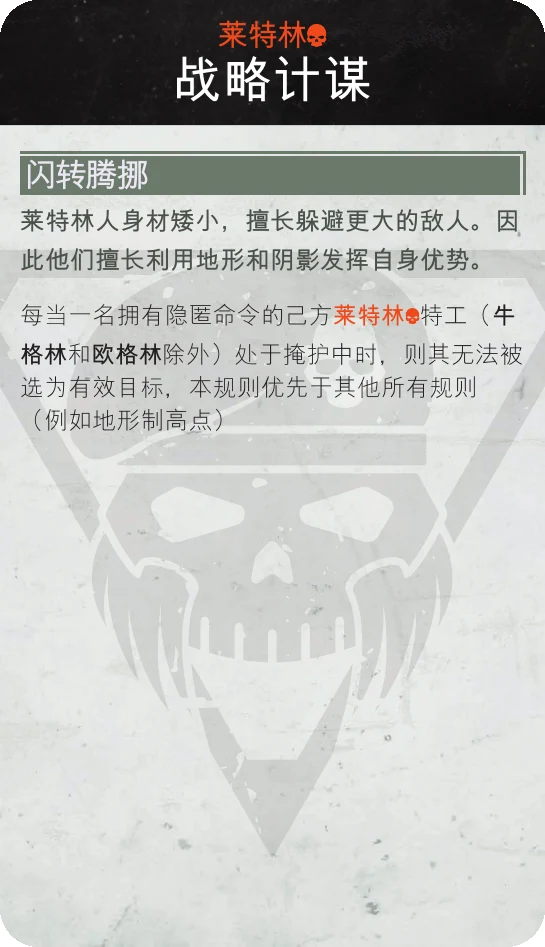 莱特林
战略计谋
闪转腾挪
莱特林人身材矮小，擅长躲避更大的敌人。因
此他们擅长利用地形和阴影发挥自身优势。
每当一名拥有隐匿命令的己方莱特林特工（牛
格林和欧格林除外）处于掩护中时，则其无法被
选为有效目标，本规则优先于其他所有规则
（例如地形制高点）